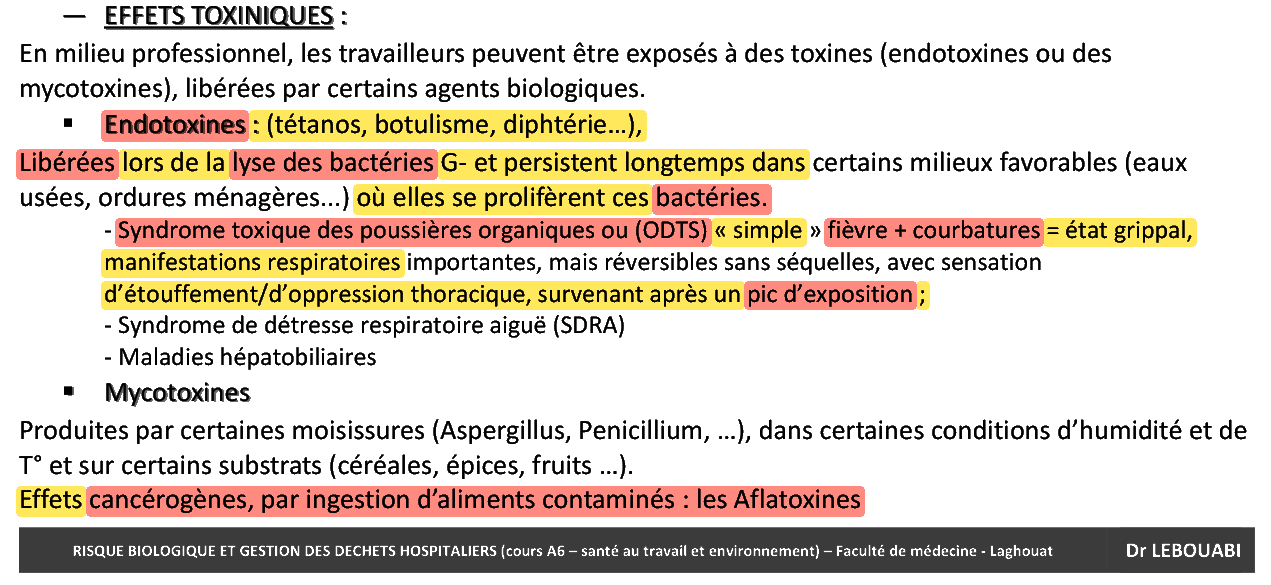 — EFFETS TOXINIQUES :
En milieu professionnel, les travailleurs peuvent être exposés à des toxines (endotoxines ou des
mycotoxines), libérées par certains agents biologiques.
▪ Endotoxines : (tétanos, botulisme, diphtérie…),
Libérées lors de la lyse des bactéries G- et persistent longtemps dans certains milieux favorables (eaux
usées, ordures ménagères...) où elles se prolifèrent ces bactéries.
- Syndrome toxique des poussières organiques ou (ODTS) « simple » fièvre + courbatures = état grippal,
manifestations respiratoires importantes, mais réversibles sans séquelles, avec sensation
d’étouffement/d’oppression thoracique, survenant après un pic d’exposition ;
- Syndrome de détresse respiratoire aiguë (SDRA)
- Maladies hépatobiliaires
▪ Mycotoxines
Produites par certaines moisissures (Aspergillus, Penicillium, …), dans certaines conditions d’humidité et de
T° et sur certains substrats (céréales, épices, fruits …).
Effets cancérogènes, par ingestion d’aliments contaminés : les Aflatoxines
RISQUE BIOLOGIQUE ET GESTION DES DECHETS HOSPITALIERS (cours A6 – santé au travail et environnement) – Faculté de médecine - Laghouat Dr LEBOUABI